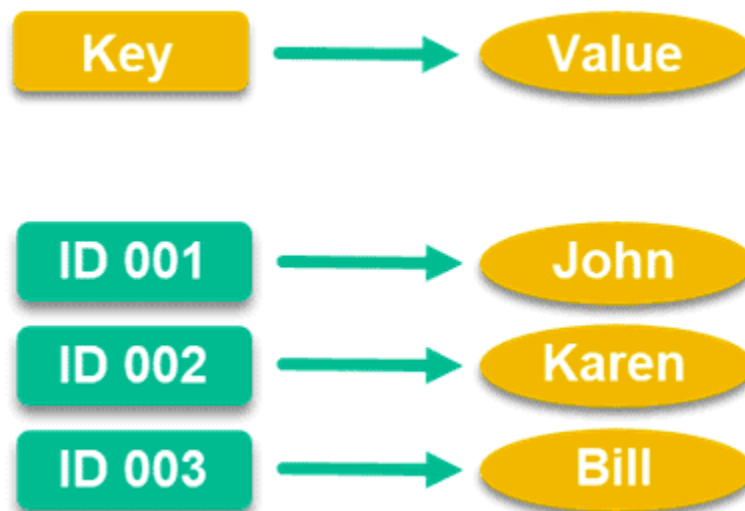 Key Value
ID 001 John
ID 002 Karen
ID 003 Bill